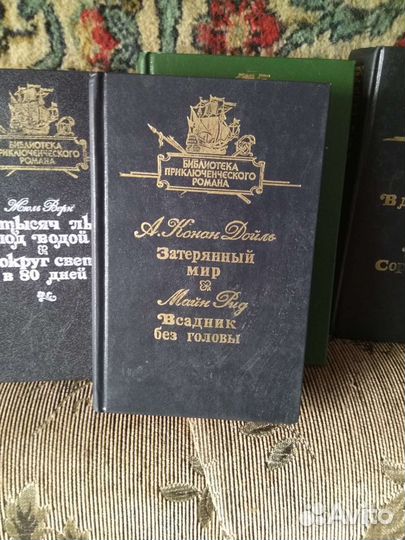 БИБЛИОТЕКА
ПРИКЛЮЧЕНЧЕСКОГО
РОМАНА
Жюль Верн
тысяч ль
под водой
&
округ свет
в 80 дней
БИБЛИОТЕКА
ПРИКЛЮЧЕНЧЕСКОГО
РОМАНА
А. Конан Дойль
Затерянный
мир
&
Майн Рид
Всадник
без головы
В д
Со
Avito